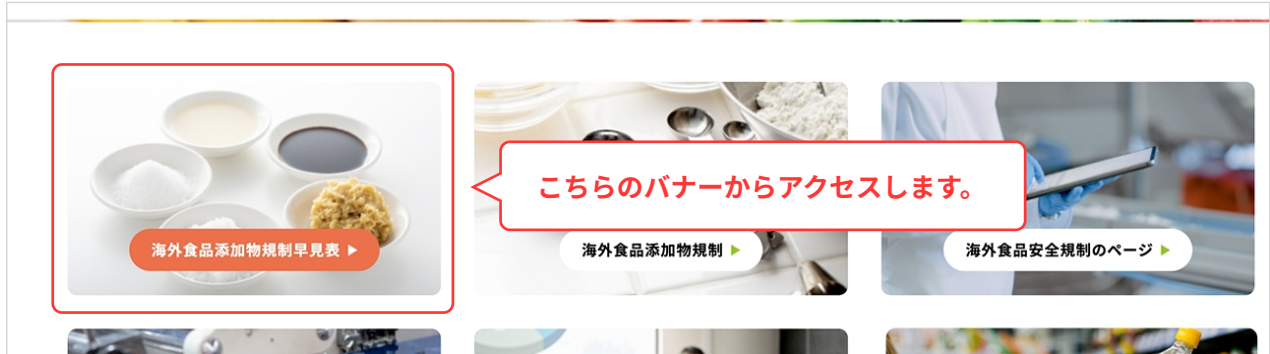 こちらのバナーからアクセスします。
海外食品添加物規制早見表 ▶
海外食品添加物規制 ▶
海外食品安全規制のページ ▶